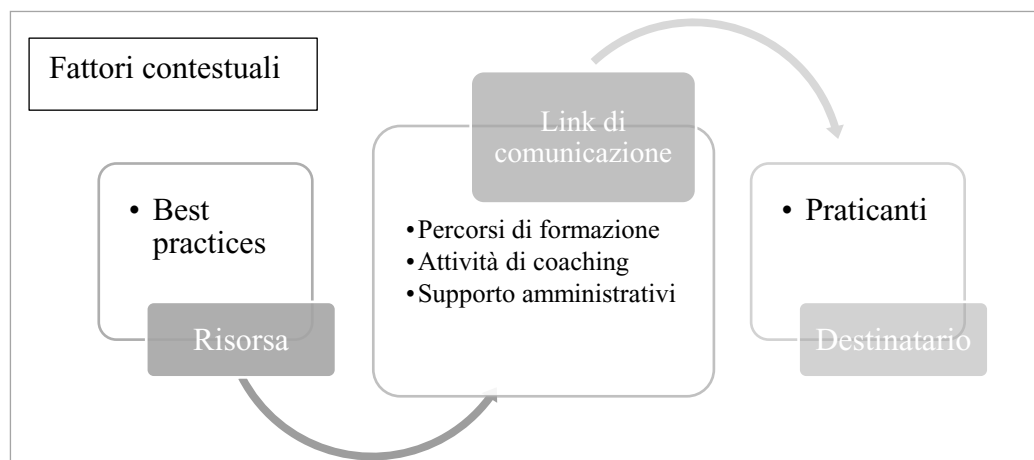 Fattori contestuali
• Best
practices
Risorsa
Link di
comunicazione
•Percorsi di formazione
•Attività di coaching
•Supporto amministrativi
• Praticanti
Destinatario